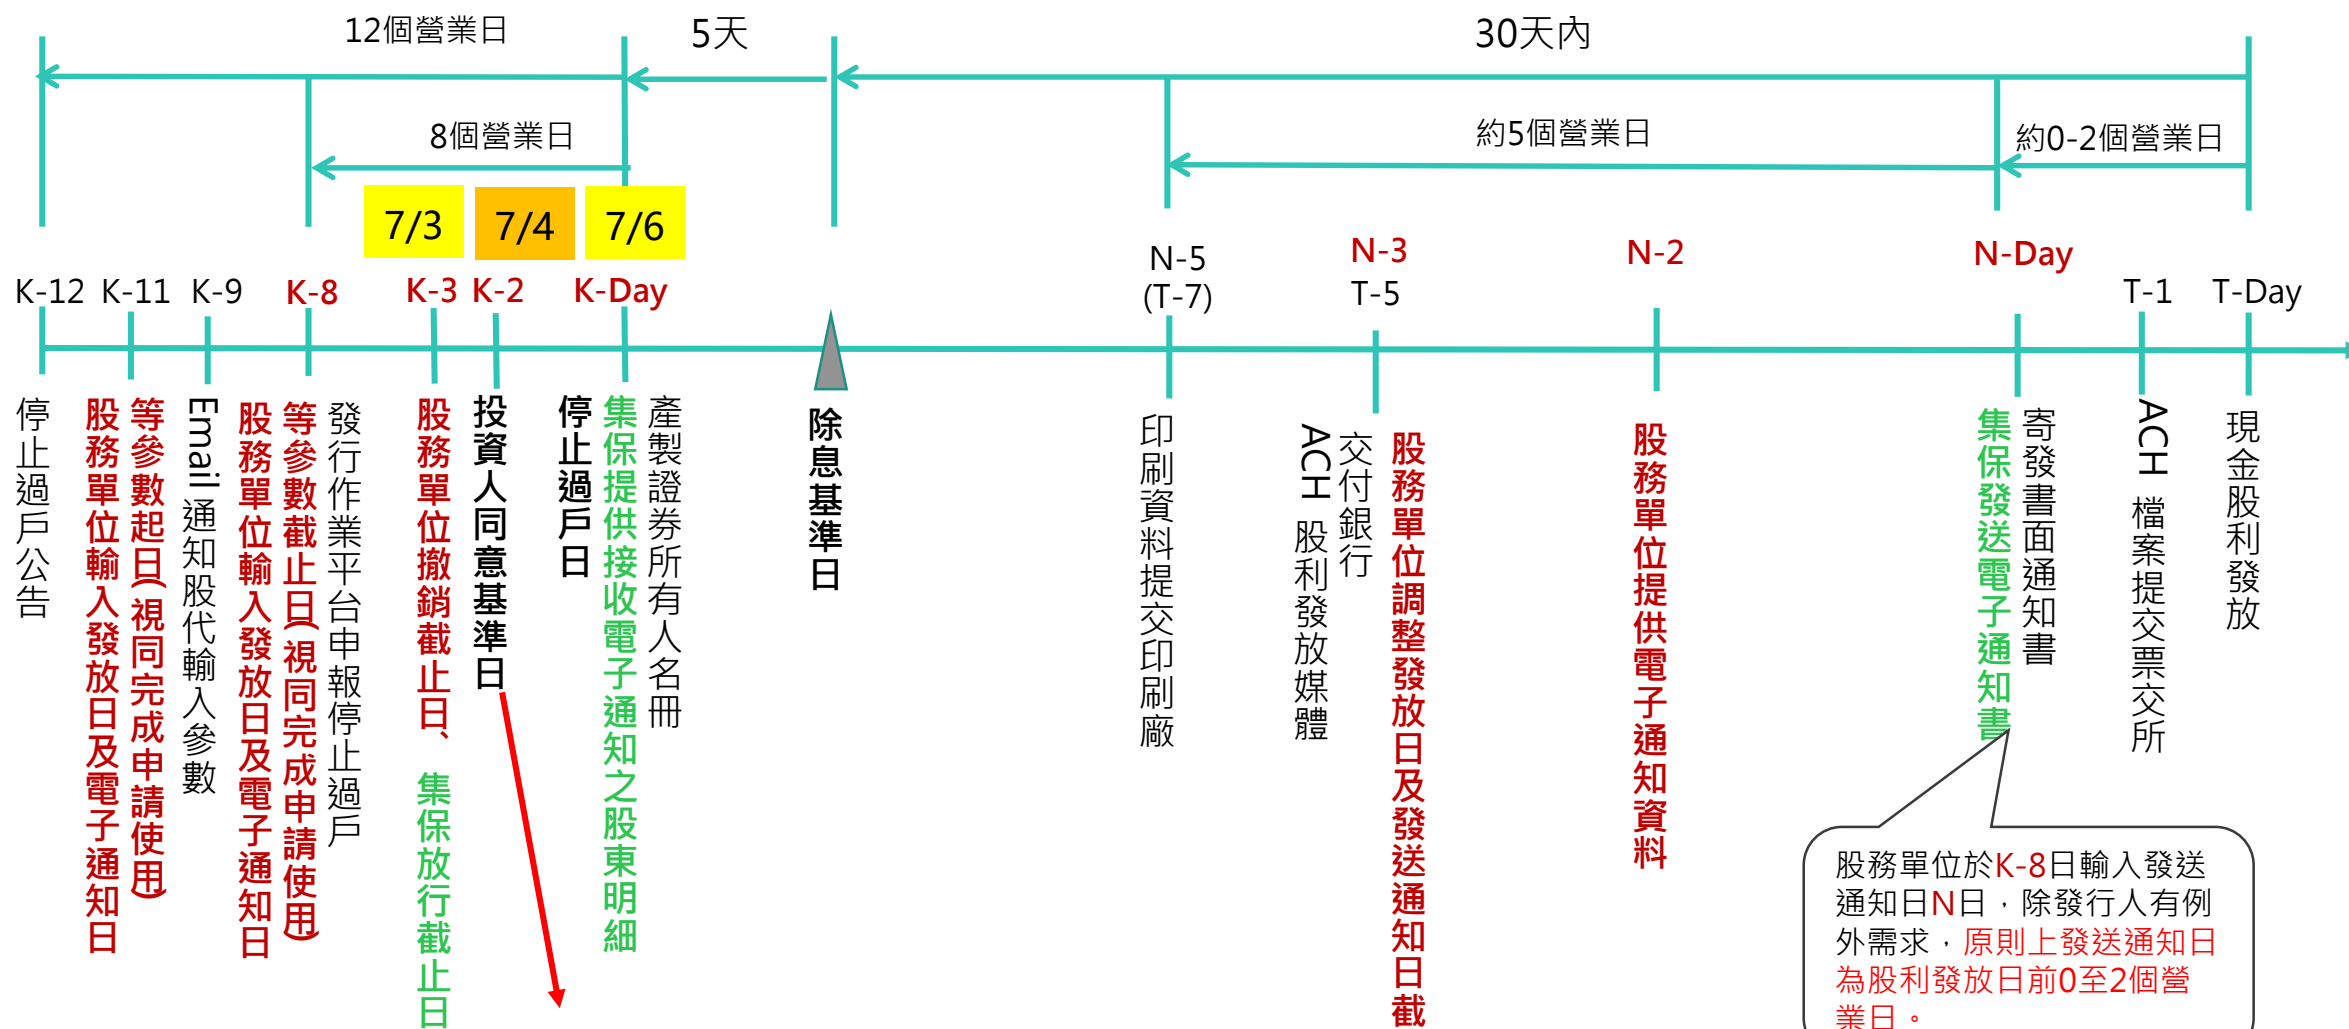 12個營業日
5天
30天內
8個營業日
約5個營業日
約0-2個營業日
7/3
7/4
7/6
K-12
K-11
K-9
K-8
K-3
K-2
K-Day
N-5
(T-7)
N-3
T-5
N-2
N-Day
T-1
T-Day
停止過戶公告
股務單位輸入發放日及電子通知日
等參數起日(視同完成申請使用)
Email 通知股代輸入參數
股務單位輸入發放日及電子通知日
等參數截止日(視同完成申請使用)
發行作業平台申報停止過戶
股務單位撤銷截止日、集保放行截止日
投資人同意基準日
停止過戶日
集保提供接收電子通知之股東明細
產製證券所有人名冊
除息基準日
印刷資料提交印刷廠
ACH 股利發放媒體
交付銀行
股務單位調整發放日及發送通知日截
股務單位提供電子通知資料
集保發送電子通知書
寄發書面通知書
ACH 檔案提交票交所
現金股利發放
股務單位於K-8日輸入發送
通知日N日，除發行人有例
外需求，原則上發送通知日
為股利發放日前0至2個營
業日。